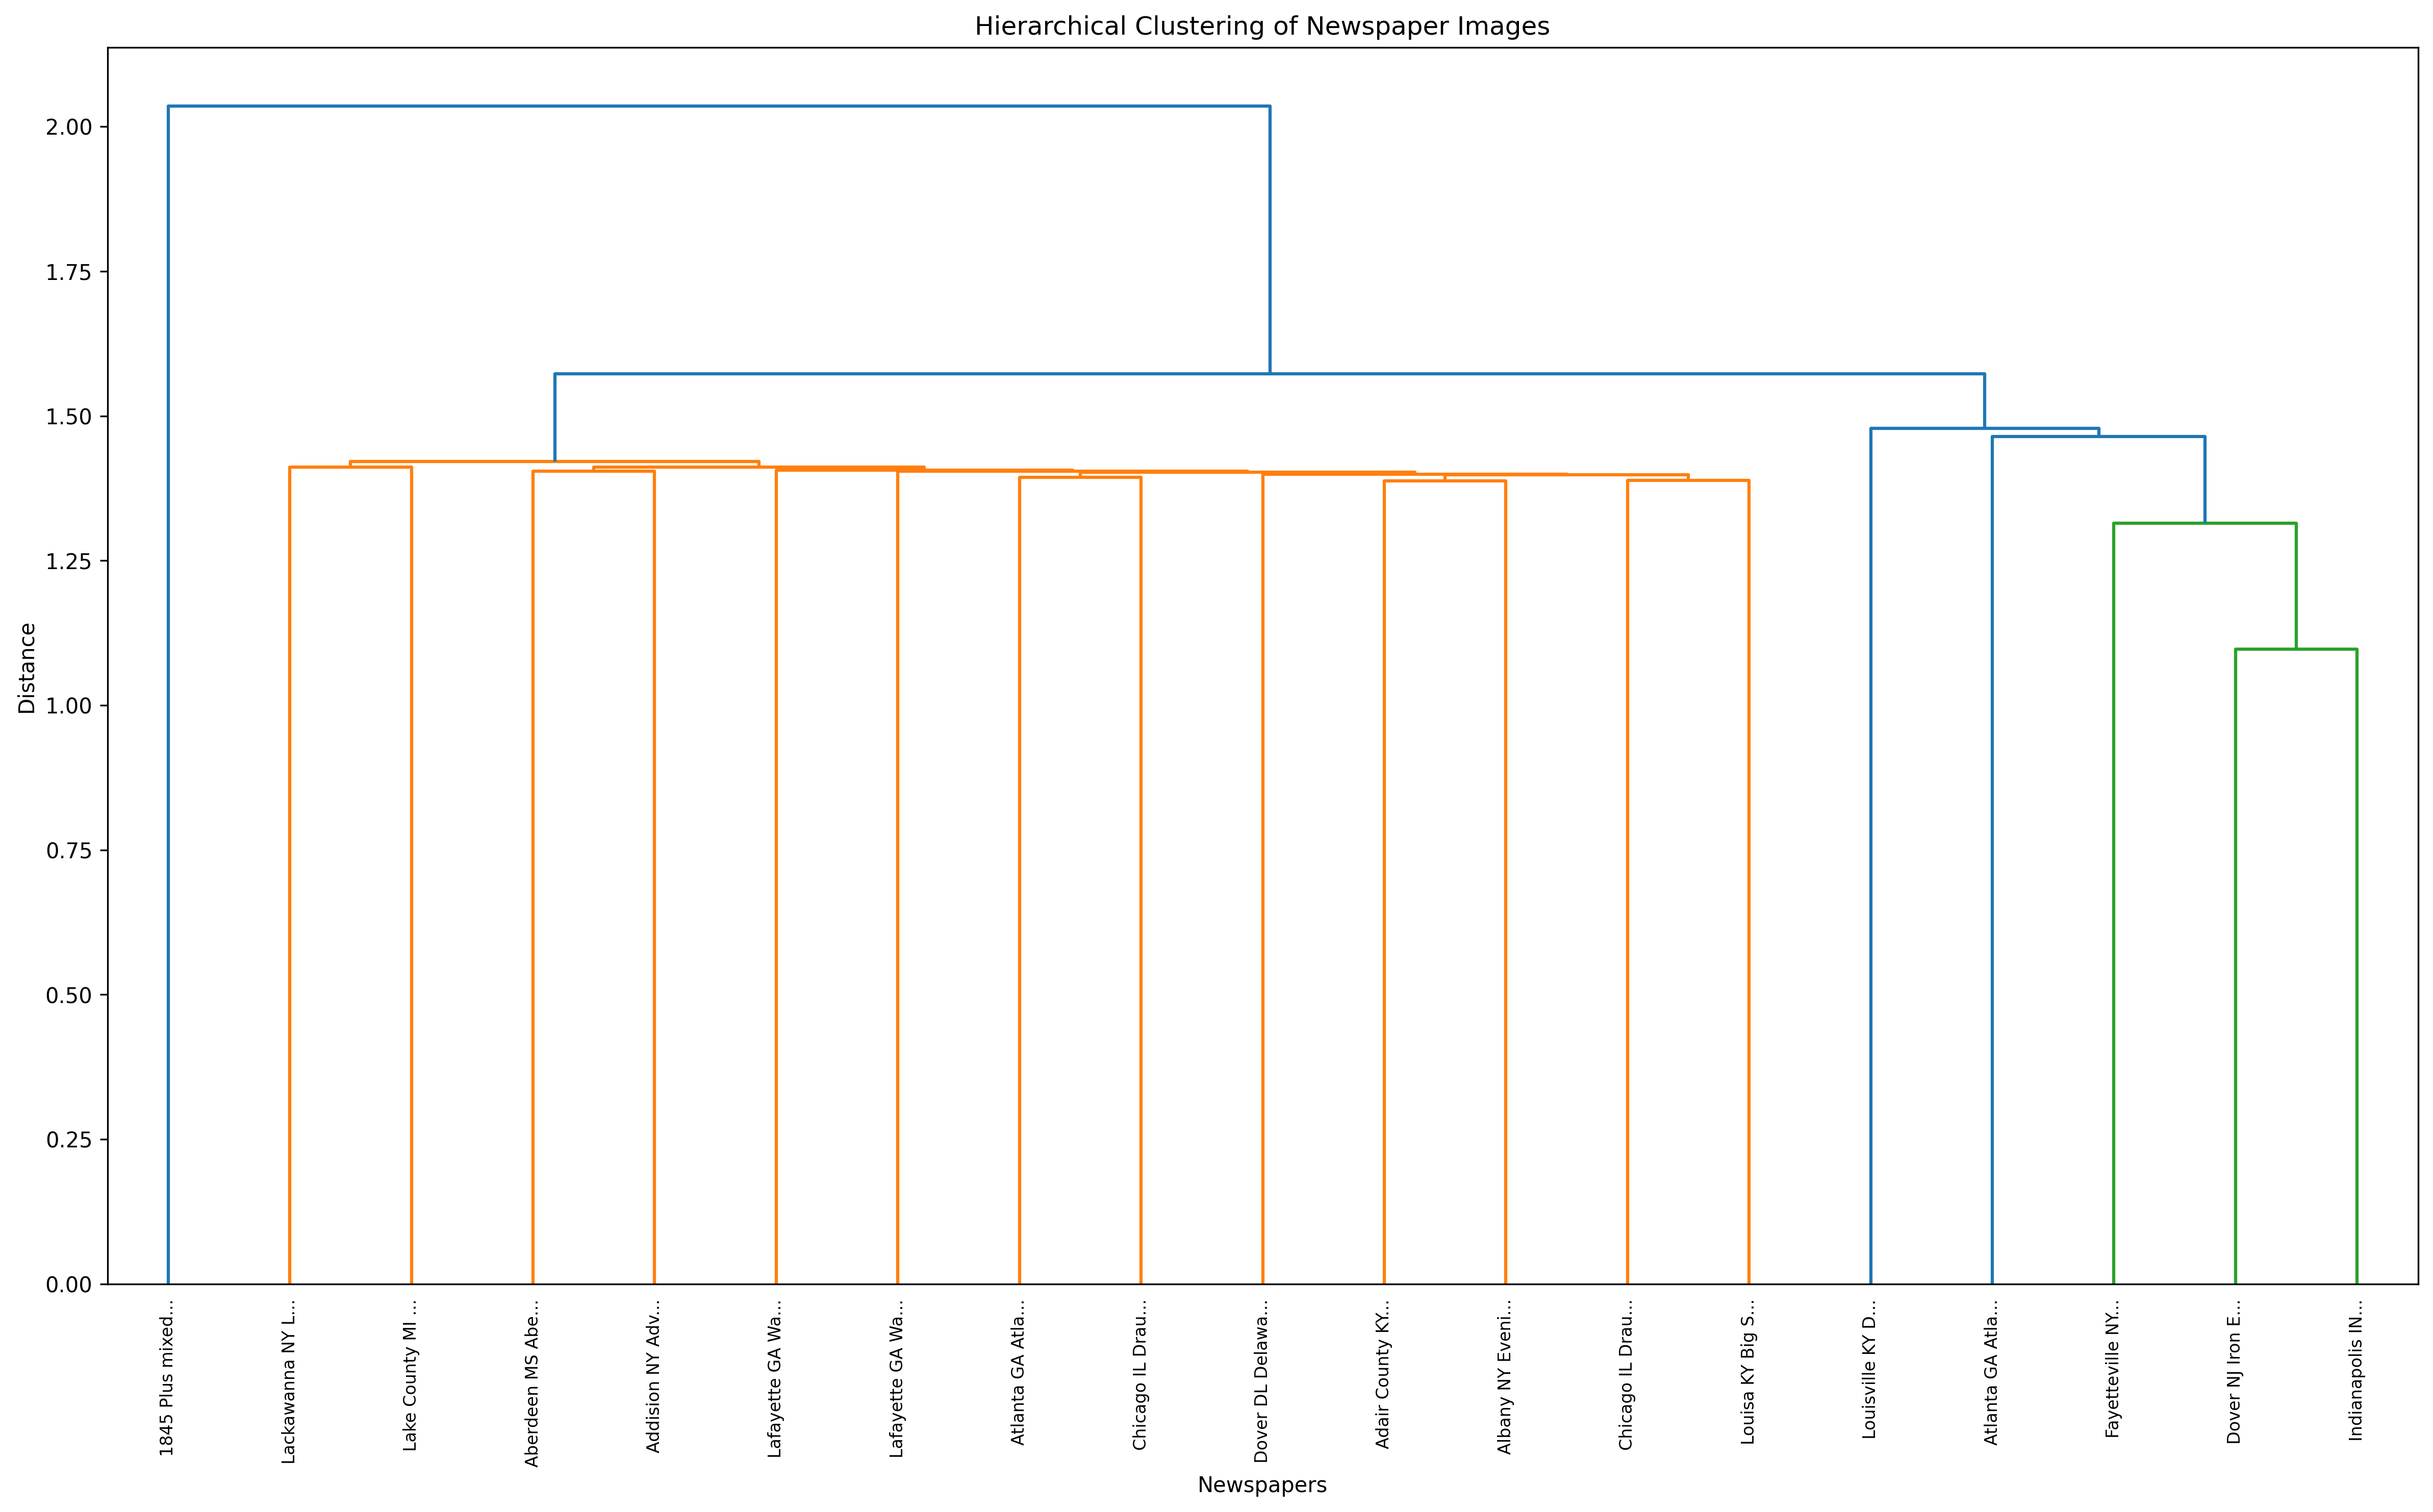 Hierarchical Clustering of Newspaper Images
2.00
1.75
1.50
1.25
1.00
0.75
0.50
0.25
0.00
Distance
1845 Plus mixed...
Lackawanna NY L...
Lake County MI ...
Aberdeen MS Abe...
Addision NY Adv...
Lafayette GA Wa...
Lafayette GA Wa...
Atlanta GA Atla...
Chicago IL Drau...
Dover DL Delawa...
Adair County KY...
Albany NY Eveni...
Chicago IL Drau...
Louisa KY Big S...
Louisville KY D...
Atlanta GA Atla...
Fayetteville NY...
Dover NJ Iron E...
Indianapolis IN...
Newspapers